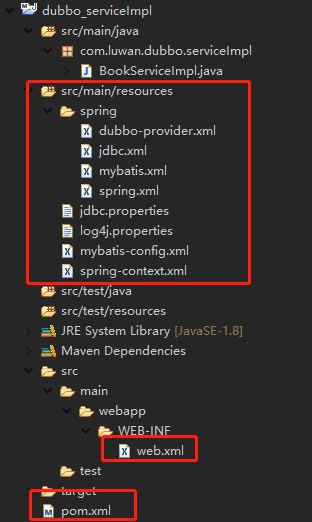 dubbo_serviceImpl
src/main/java
com.luwan.dubbo.serviceImpl
BookServiceImpl.java
src/main/resources
spring
dubbo-provider.xml
jdbc.xml
mybatis.xml
spring.xml
jdbc.properties
log4j.properties
mybatis-config.xml
spring-context.xml
src/test/java
src/test/resources
JRE System Library [JavaSE-1.8]
Maven Dependencies
src
main
webapp
WEB-INF
web.xml
test
target
pom.xml